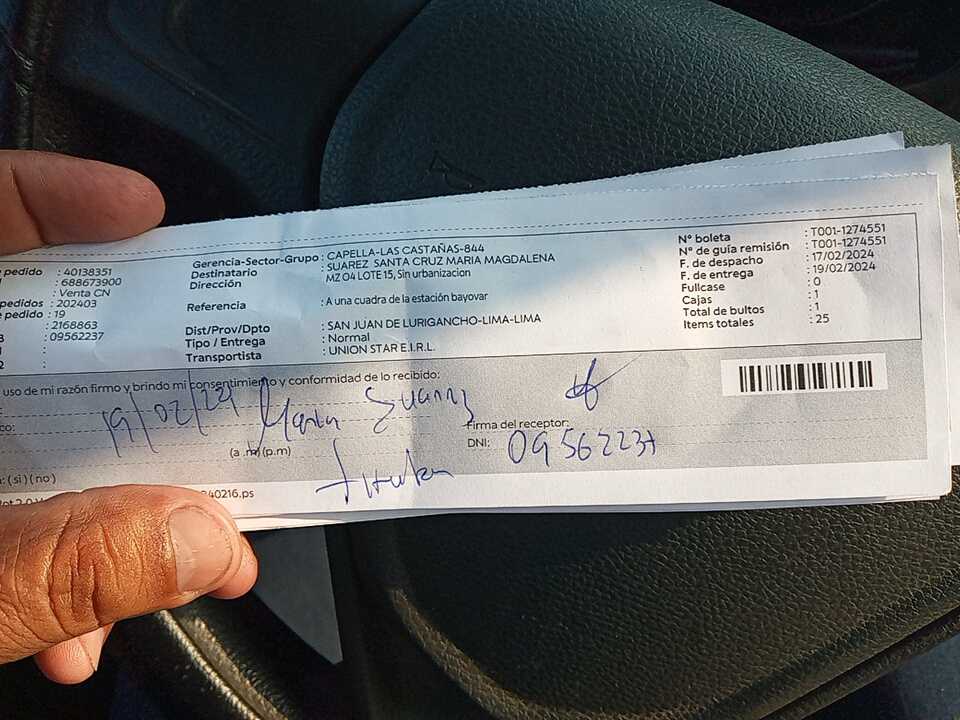 pedido : 40138351
: 688673900
: Venta CN
pedidos : 202403
e pedido : 19
: 2168863
: 09562237
:
2 :
Gerencia-Sector-Grupo : CAPELLA-LAS CASTAÑAS-844
Destinatario : SUAREZ SANTA CRUZ MARIA MAGDALENA
Dirección MZ O4 LOTE 15, Sin urbanizacion
Referencia : A una cuadra de la estación bayovar
Dist/Prov/Dpto : SAN JUAN DE LURIGANCHO-LIMA-LIMA
Tipo / Entrega : Normal
Transportista : UNION STAR E.I.R.L.
N° boleta : T001-1274551
N° de guía remisión : T001-1274551
F. de despacho : 17/02/2024
F. de entrega : 19/02/2024
Fullcase : 0
Cajas : 1
Total de bultos : 1
Items totales : 25
uso de mi razón firmo y brindo mi consentimiento y conformidad de lo recibido:
19/02/24 Maria Suarez
Firma del receptor:
(a .m)(p.m)
DNI: 09562237
Titular
: (si)(no)
240216.ps